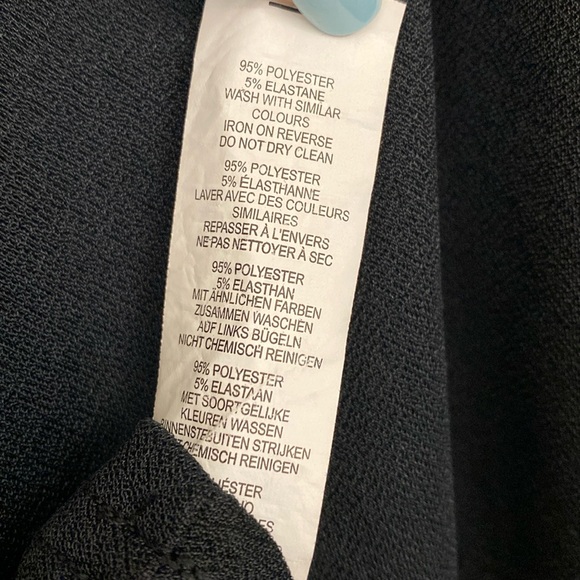 95% POLYESTER
5% ELASTANE
WASH WITH SIMILAR
COLOURS
IRON ON REVERSE
DO NOT DRY CLEAN
95% POLYESTER
5% ÉLASTHANNE
LAVER AVEC DES COULEURS
SIMILAIRES
REPASSER À L'ENVERS
NE PAS NETTOYER À SEC
95% POLYESTER
5% ELASTHAN
MIT ÄHNLICHEN FARBEN
ZUSAMMEN WASCHEN
AUF LINKS BÜGELN
NICHT CHEMISCH REINIGEN
95% POLYESTER
5% ELASTAAN
MET SOORTGELIJKE
KLEUREN WASSEN
STRIJKEN
REINIGEN